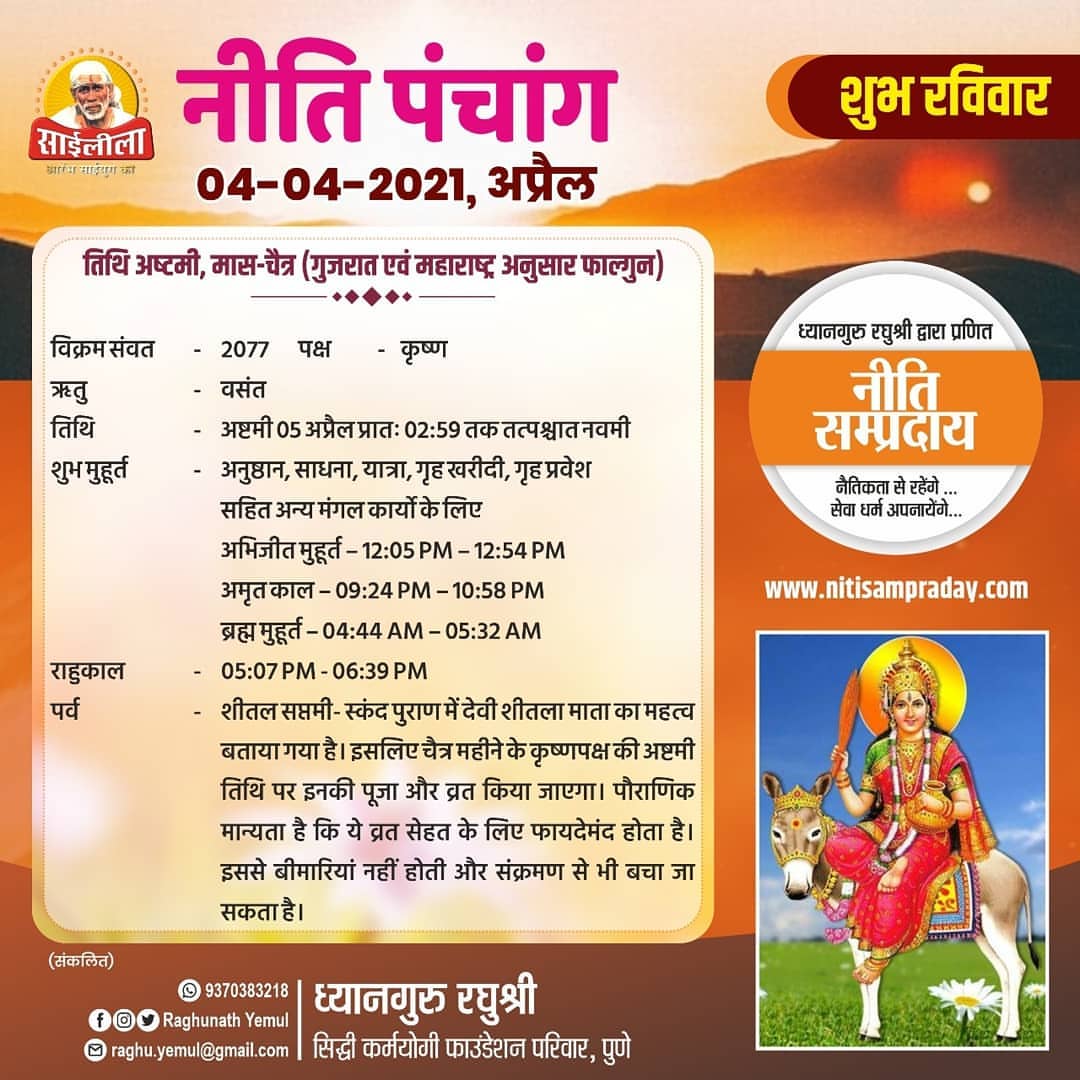 साईलीला
आरंभ साईयुग का
नीति पंचांग
04-04-2021, अप्रैल
शुभ रविवार
तिथि अष्टमी, मास-चैत्र (गुजरात एवं महाराष्ट्र अनुसार फाल्गुन)
विक्रम संवत - 2077 पक्ष - कृष्ण
ऋतु - वसंत
तिथि - अष्टमी 05 अप्रैल प्रातः 02:59 तक तत्पश्चात नवमी
शुभ मुहूर्त - अनुष्ठान, साधना, यात्रा, गृह खरीदी, गृह प्रवेश
सहित अन्य मंगल कार्यो के लिए
अभिजीत मुहूर्त – 12:05 PM – 12:54 PM
अमृत काल – 09:24 PM – 10:58 PM
ब्रह्म मुहूर्त – 04:44 AM – 05:32 AM
राहुकाल - 05:07 PM - 06:39 PM
पर्व - शीतल सप्तमी- स्कंद पुराण में देवी शीतला माता का महत्व
बताया गया है। इसलिए चैत्र महीने के कृष्णपक्ष की अष्टमी
तिथि पर इनकी पूजा और व्रत किया जाएगा। पौराणिक
मान्यता है कि ये व्रत सेहत के लिए फायदेमंद होता है।
इससे बीमारियां नहीं होती और संक्रमण से भी बचा जा
सकता है।
ध्यानगुरु रघुश्री द्वारा प्रणित
नीति
सम्प्रदाय
नैतिकता से रहेंगे ...
सेवा धर्म अपनायेंगे...
www.nitisampraday.com
(संकलित)
9370383218
Raghunath Yemul
raghu.yemul@gmail.com
ध्यानगुरु रघुश्री
सिद्धी कर्मयोगी फाउंडेशन परिवार, पुणे